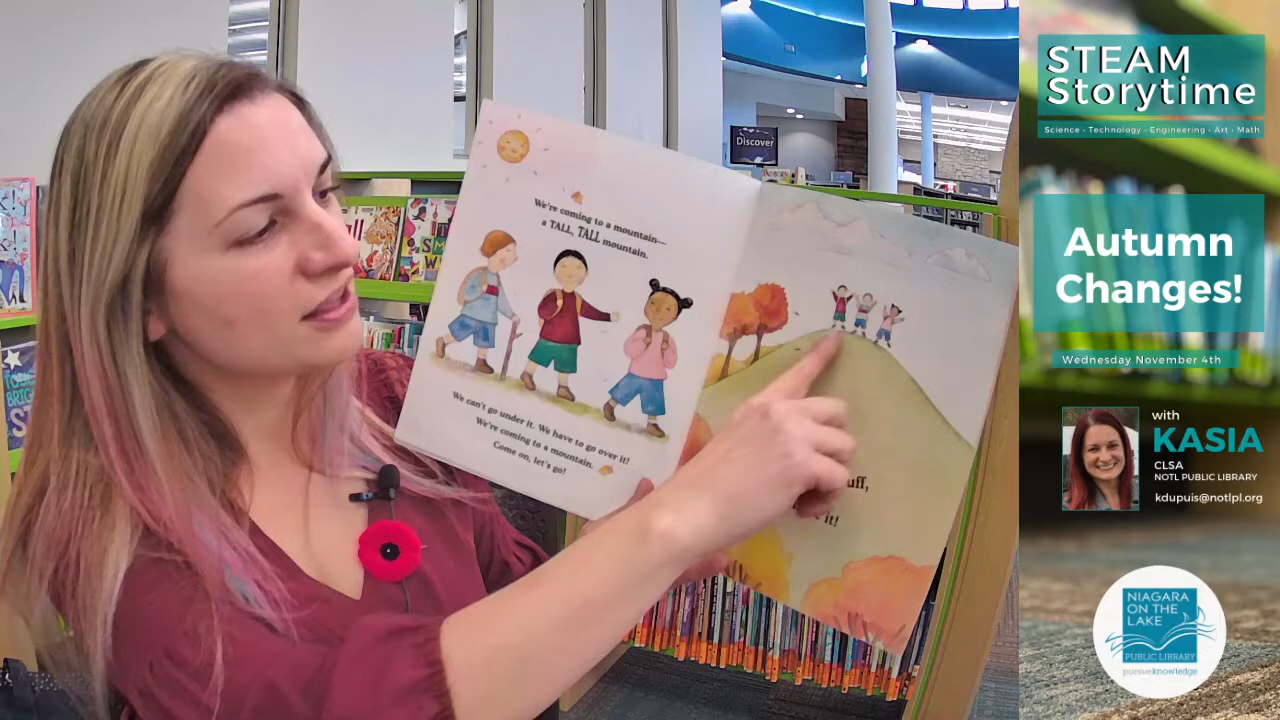 We're coming to a mountain—
a TALL, TALL mountain.
We can't go under it. We have to go over it!
We're coming to a mountain.
Come on, let's go!
it!
Discover
STEAM
Storytime
Science • Technology • Engineering • Art • Math
Autumn
Changes!
Wednesday November 4th
with
KASIA
CLSA
NOTL PUBLIC LIBRARY
kdupuis@notlpl.org
NIAGARA
ON THE
LAKE
PUBLIC LIBRARY
pursueknowledge